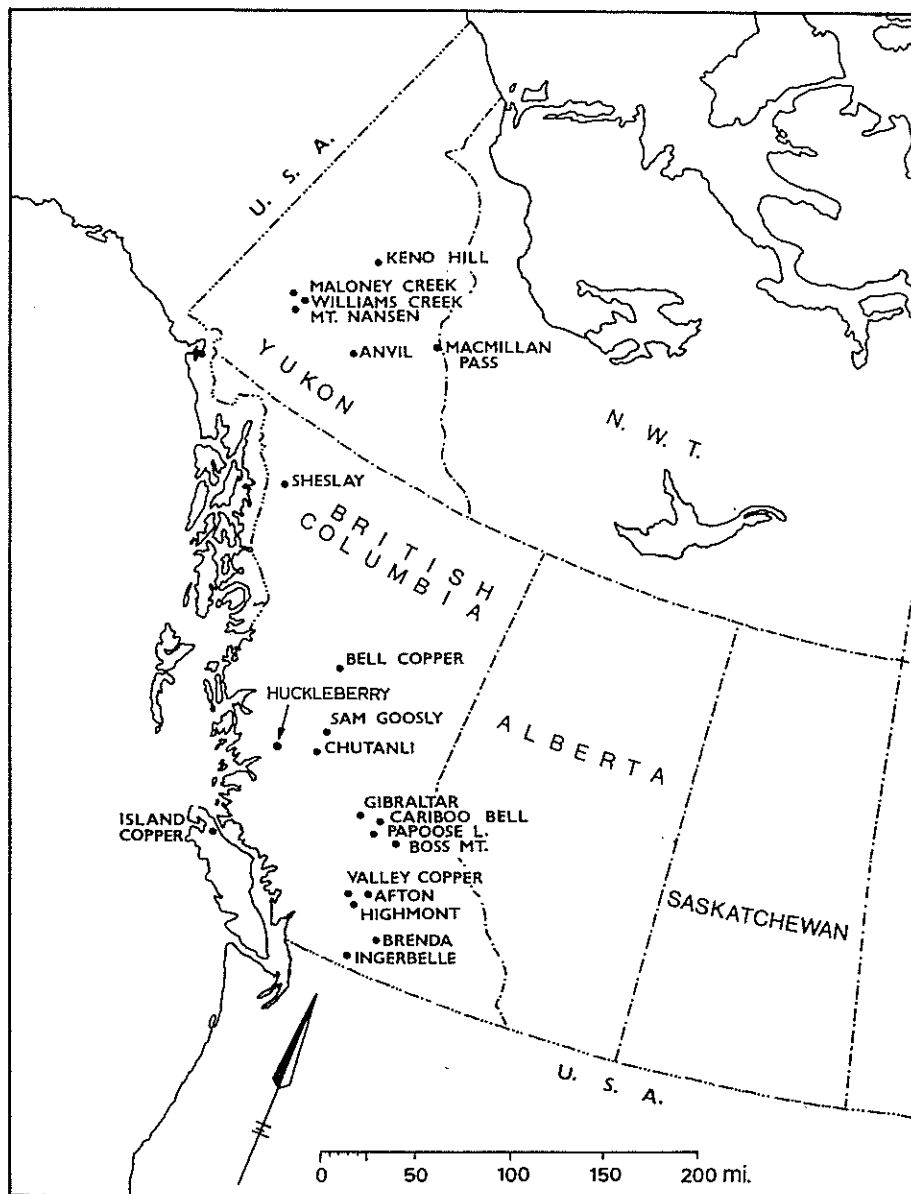 U. S. A.
KENO HILL
MALONEY CREEK
WILLIAMS CREEK
MT. NANSEN
ANVIL
MACMILLAN
PASS
YUKON
N. W. T.
SHESLAY
BRITISH
COLUMBIA
BELL COPPER
HUCKLEBERRY
SAM GOOSLY
CHUTANLI
ALBERTA
GIBRALTAR
CARIBOO BELL
PAPOOSE L.
BOSS MT.
ISLAND
COPPER
VALLEY COPPER
AFTON
HIGHMONT
SASKATCHEWAN
BRENDA
INGERBELLE
U. S. A.
0 50 100 150 200 mi.